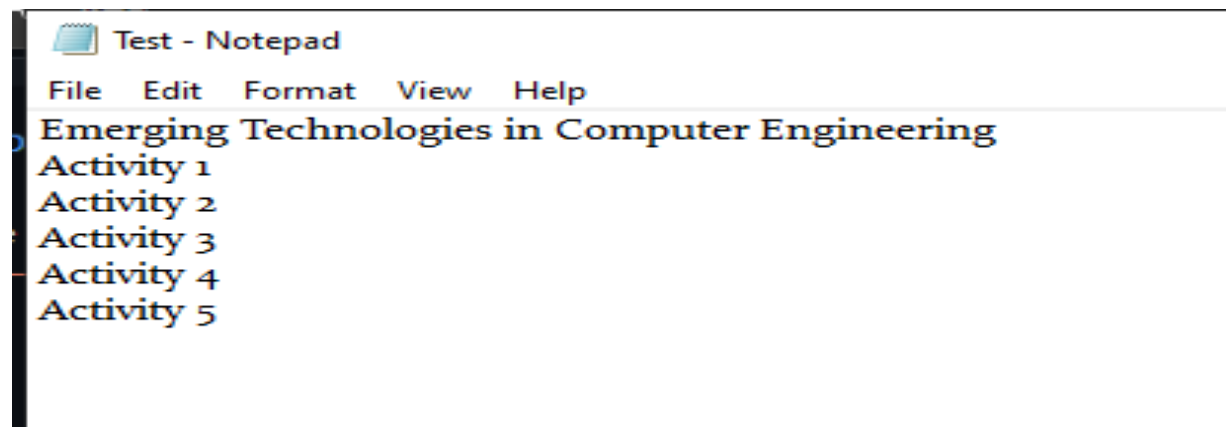 Test - Notepad
File Edit Format View Help
Emerging Technologies in Computer Engineering
Activity 1
Activity 2
Activity 3
Activity 4
Activity 5